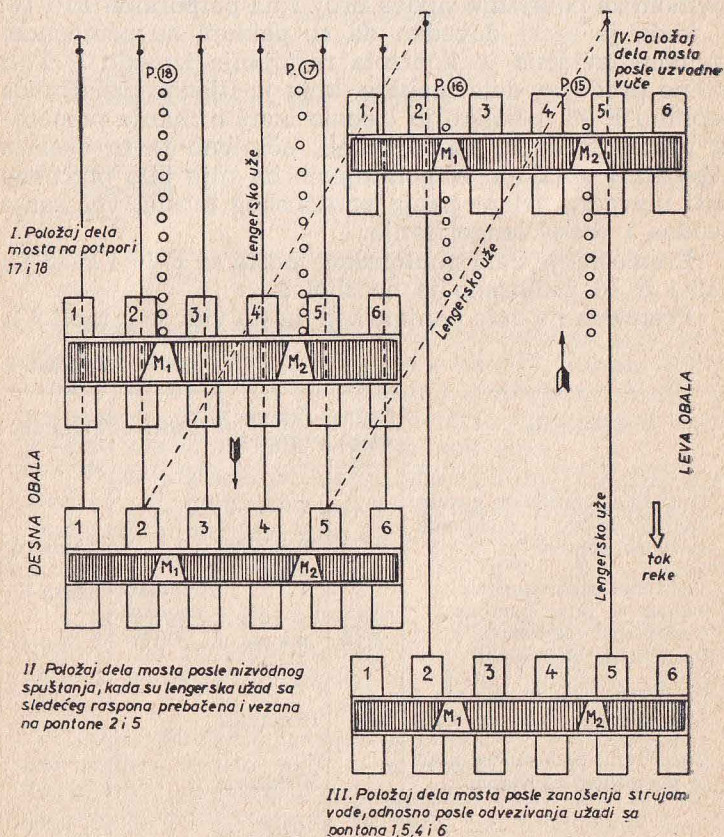 P. 18
P. 17
IV. Položaj
dela mosta
posle uzvodne
vuče
P. 16
P. 15
1 2 3 4 5 6
M1 M2
Lengersko uže
I. Položaj dela
mosta na potpori
17 i 18
Lengersko uže
1 2 3 4 5 6
M1 M2
DESNA OBALA
LEVA OBALA
1 2 3 4 5 6
M1 M2
Lengersko uže
tok
reke
II Položaj dela mosta posle nizvodnog
spuštanja, kada su lengerska užad sa
sledećeg raspona prebačena i vezana
na pontone 2 i 5
1 2 3 4 5 6
M1 M2
III. Položaj dela mosta posle zanošenja strujom
vode, odnosno posle odvezivanja užadi sa
pontona 1,5,4 i 6